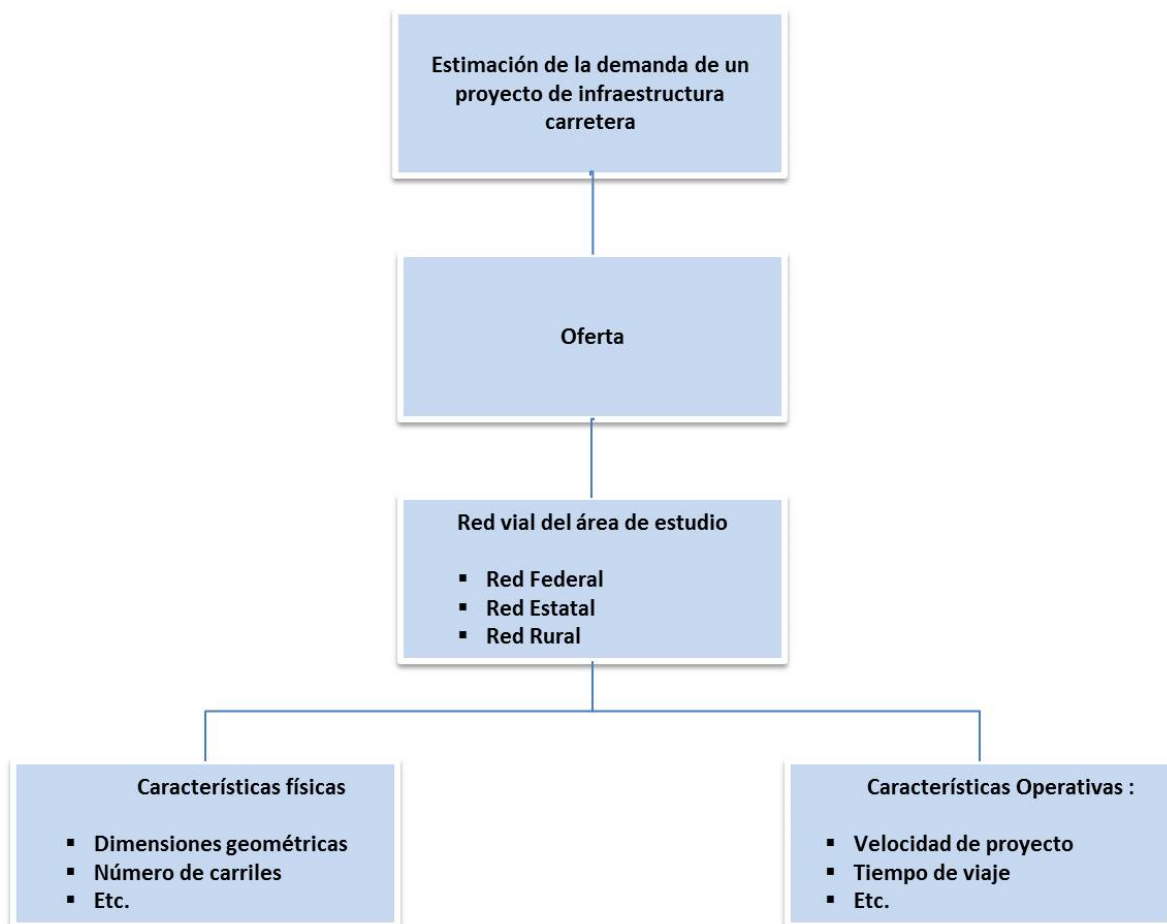 Estimación de la demanda de un
proyecto de infraestructura
carretera
Oferta
Red vial del área de estudio
▪ Red Federal
▪ Red Estatal
▪ Red Rural
Características físicas
▪ Dimensiones geométricas
▪ Número de carriles
▪ Etc.
Características Operativas :
▪ Velocidad de proyecto
▪ Tiempo de viaje
▪ Etc.